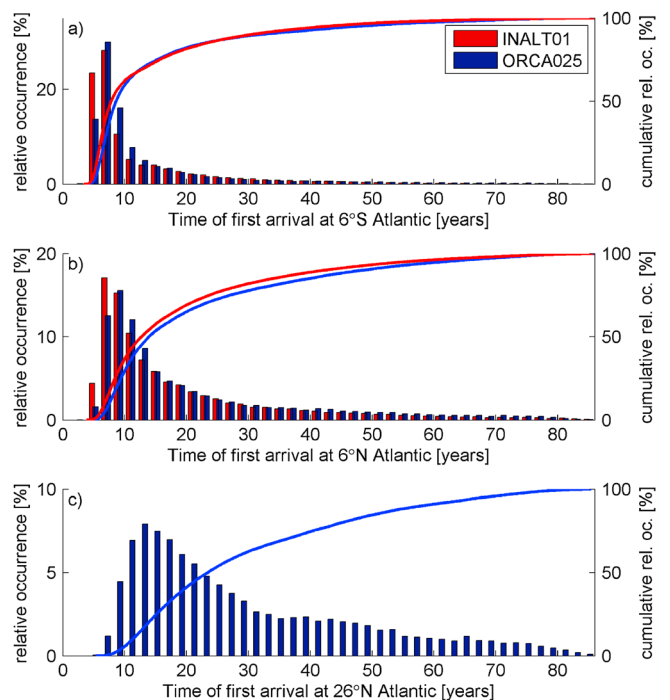 a)
INALT01
ORCA025
relative occurrence [%]
0
20
cumulative rel. oc. [%]
0
50
100
0 10 20 30 40 50 60 70 80
Time of first arrival at 6°S Atlantic [years]
b)
relative occurrence [%]
0
5
10
15
20
cumulative rel. oc. [%]
0
50
100
0 10 20 30 40 50 60 70 80
Time of first arrival at 6°N Atlantic [years]
c)
relative occurrence [%]
0
5
10
cumulative rel. oc. [%]
0
50
100
0 10 20 30 40 50 60 70 80
Time of first arrival at 26°N Atlantic [years]